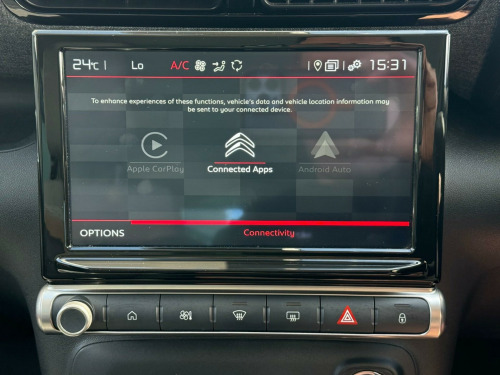 24°C Lo A/C 15:31
To enhance experiences of these functions, vehicle's data and vehicle location information may
be sent to your connected device.
Apple CarPlay Connected Apps Android Auto
OPTIONS Connectivity